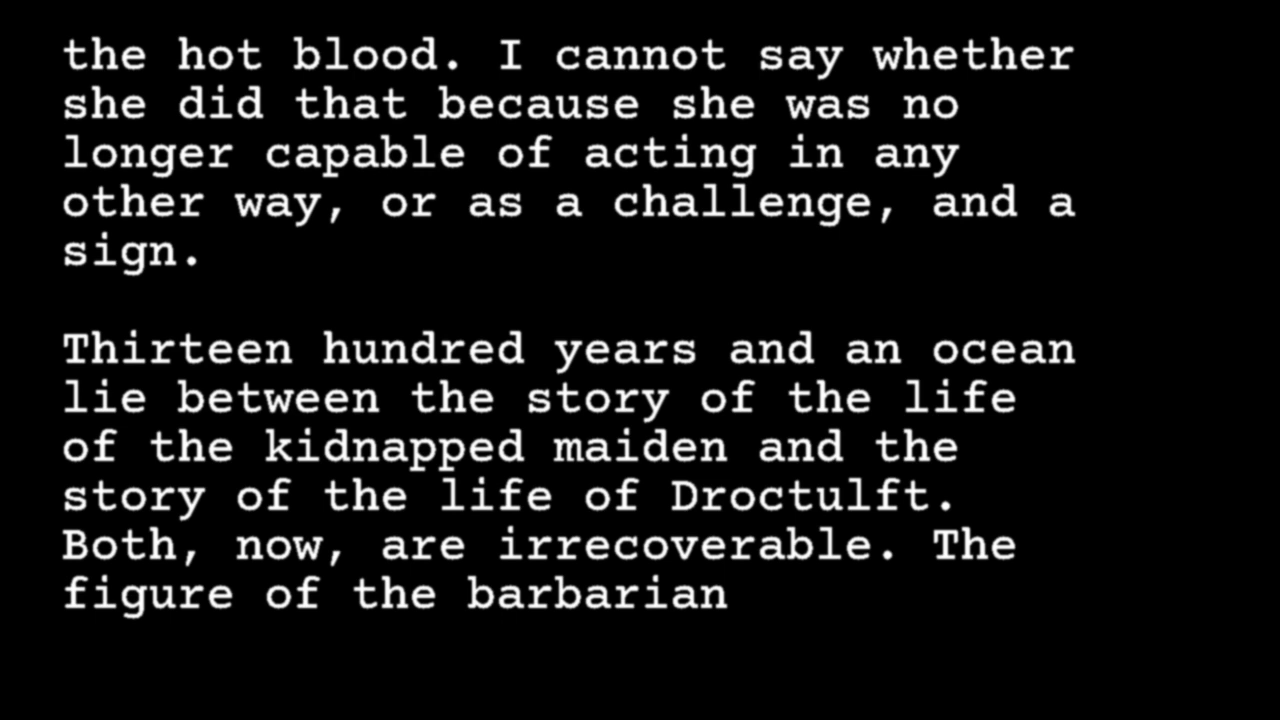 the hot blood. I cannot say whether
she did that because she was no
longer capable of acting in any
other way, or as a challenge, and a
sign.

Thirteen hundred years and an ocean
lie between the story of the life
of the kidnapped maiden and the
story of the life of Droctulft.
Both, now, are irrecoverable. The
figure of the barbarian